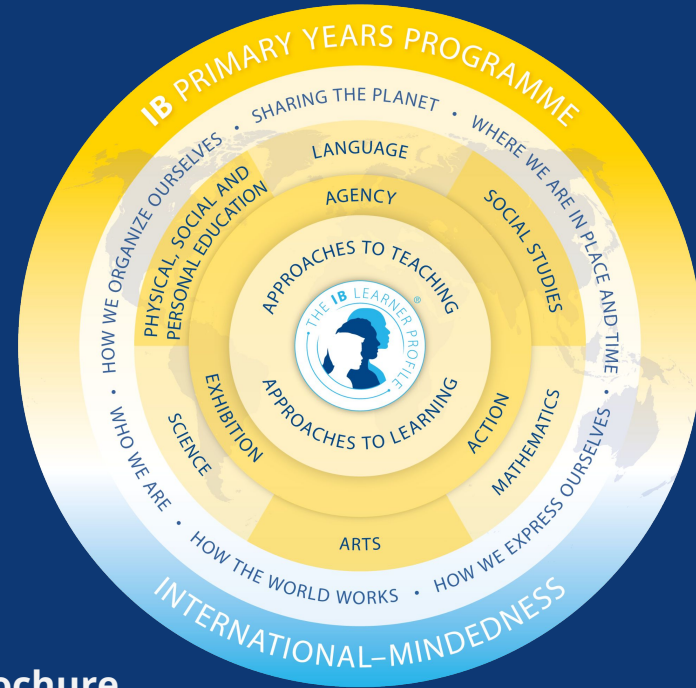 IB PRIMARY YEARS PROGRAMME
SHARING THE PLANET
•
WHERE WE ARE IN PLACE AND TIME
•
HOW WE EXPRESS OURSELVES
•
HOW THE WORLD WORKS
•
WHO WE ARE
•
HOW WE ORGANIZE OURSELVES
•
LANGUAGE
SOCIAL STUDIES
MATHEMATICS
ARTS
SCIENCE
PHYSICAL, SOCIAL AND
PERSONAL EDUCATION
AGENCY
ACTION
EXHIBITION
APPROACHES TO TEACHING
THE IB LEARNER PROFILE
®
APPROACHES TO LEARNING
INTERNATIONAL–MINDEDNESS